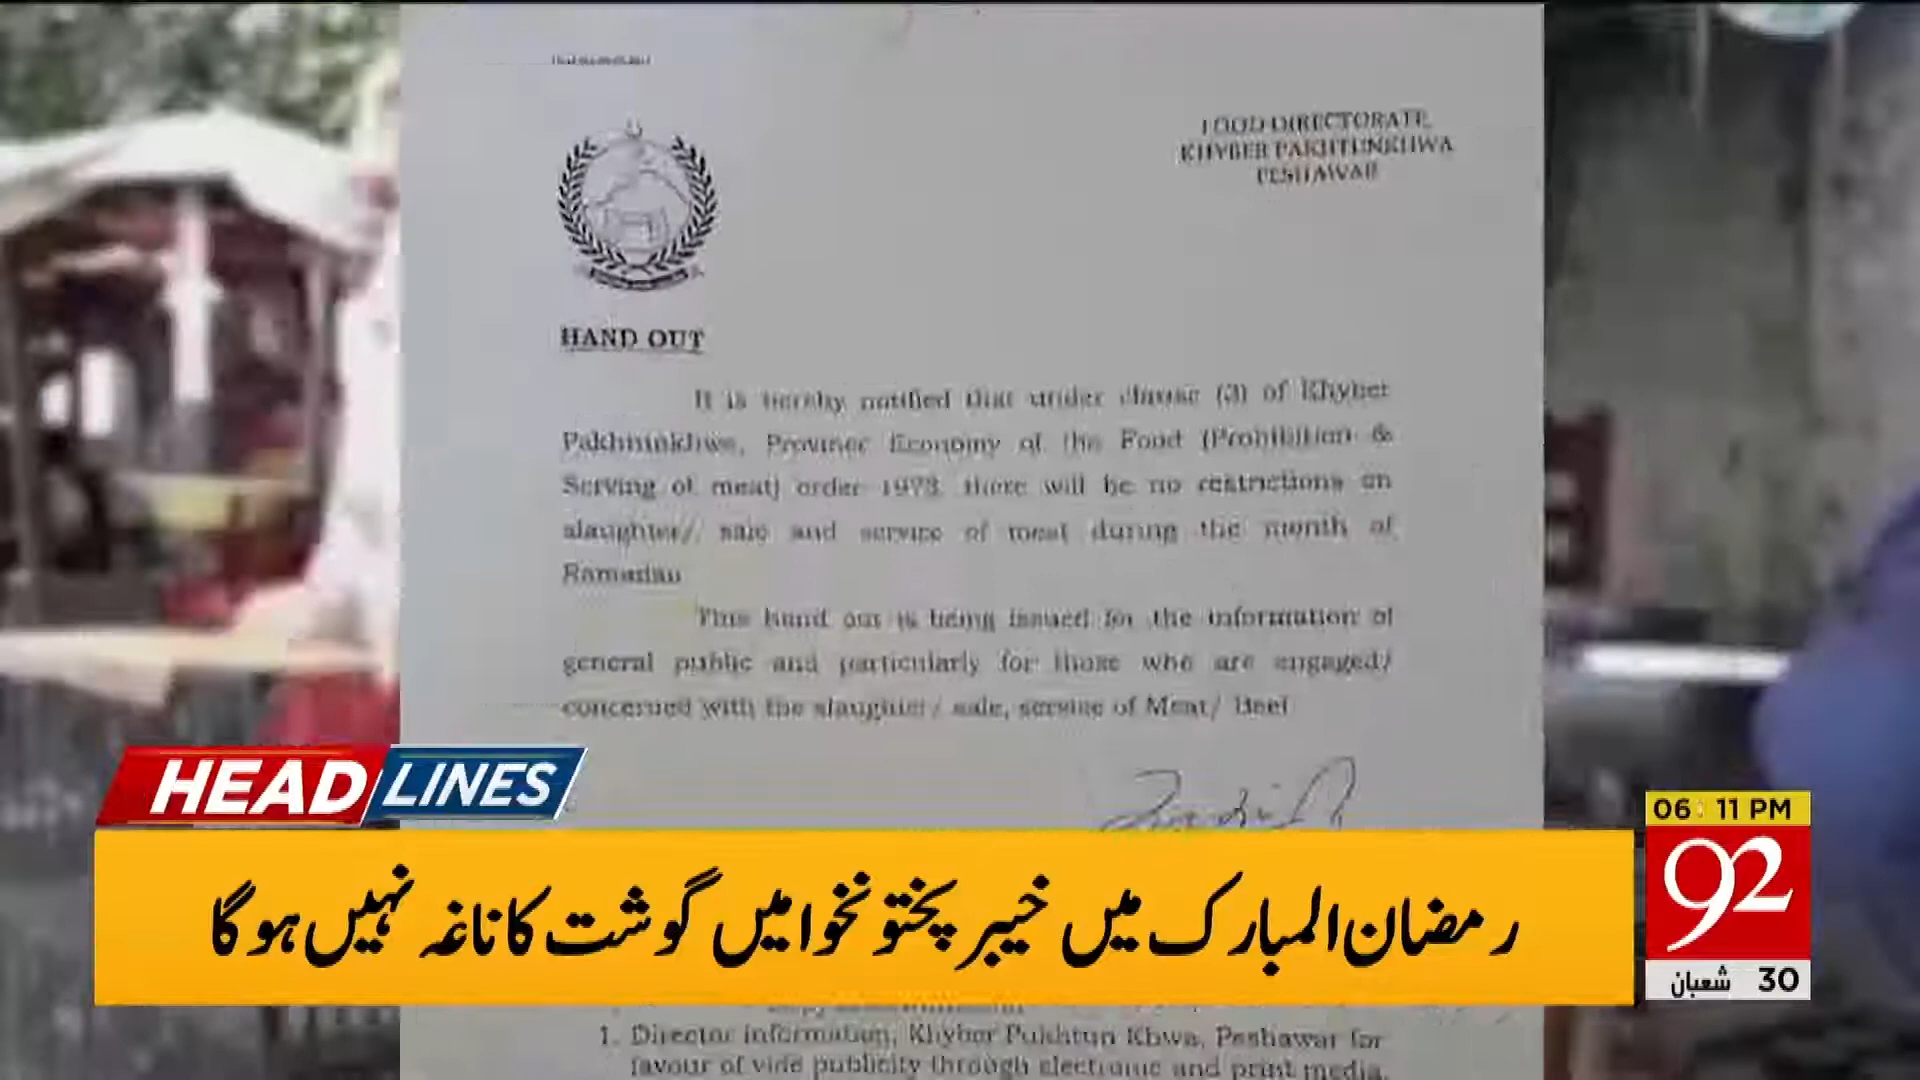 FOOD DIRECTORATE,
KHYBER PAKHTUNKHWA
PESHAWAR
HAND OUT
It is hereby notified that under clause (3) of Khyber
Pakhtunkhwa, Province Economy of the Food (Prohibition &
Serving of meat) order 1973, there will be no restrictions on
slaughter/ sale and service of meat during the month of
Ramadan
This hand out is being issued for the information of
general public and particularly for those who are engaged/
concerned with the slaughter/ sale, service of Meat/ Beef
HEADLINES
06:11 PM
92
رمضان المبارک میں خیبر پختونخوا میں گوشت کا ناغہ نہیں ہوگا
30 شعبان
1. Director information, Khyber Pukhtun Khwa, Peshawar for
favour of vide publicity through electronic and print media.